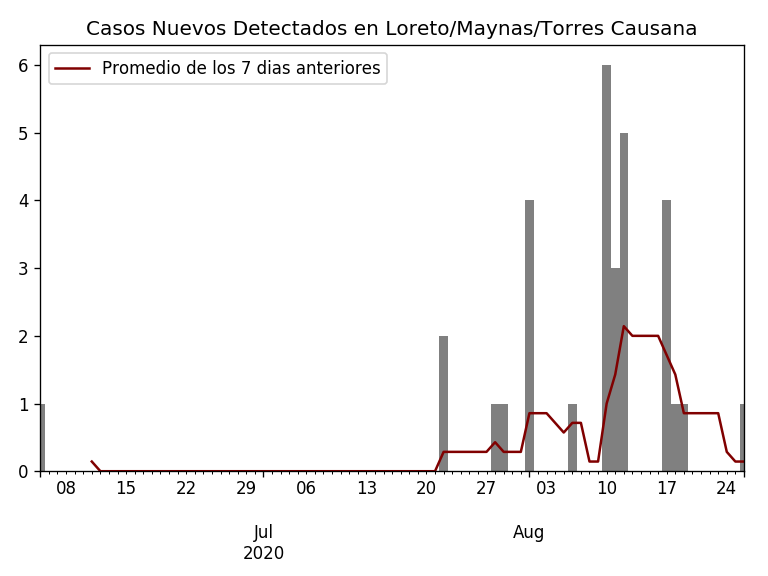 Casos Nuevos Detectados en Loreto/Maynas/Torres Causana
Promedio de los 7 dias anteriores
6
5
4
3
2
1
0
08 15 22 29 06 13 20 27 03 10 17 24
Jul Aug
2020